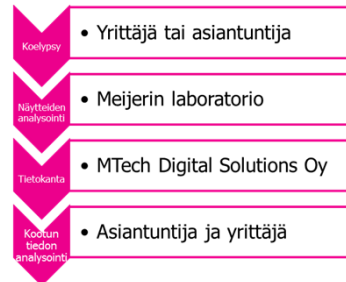 Koelypsy
• Yrittäjä tai asiantuntija
Näytteiden
analysointi
• Meijerin laboratorio
Tietokanta
• MTech Digital Solutions Oy
Kootun
tiedon
analysointi
• Asiantuntija ja yrittäjä